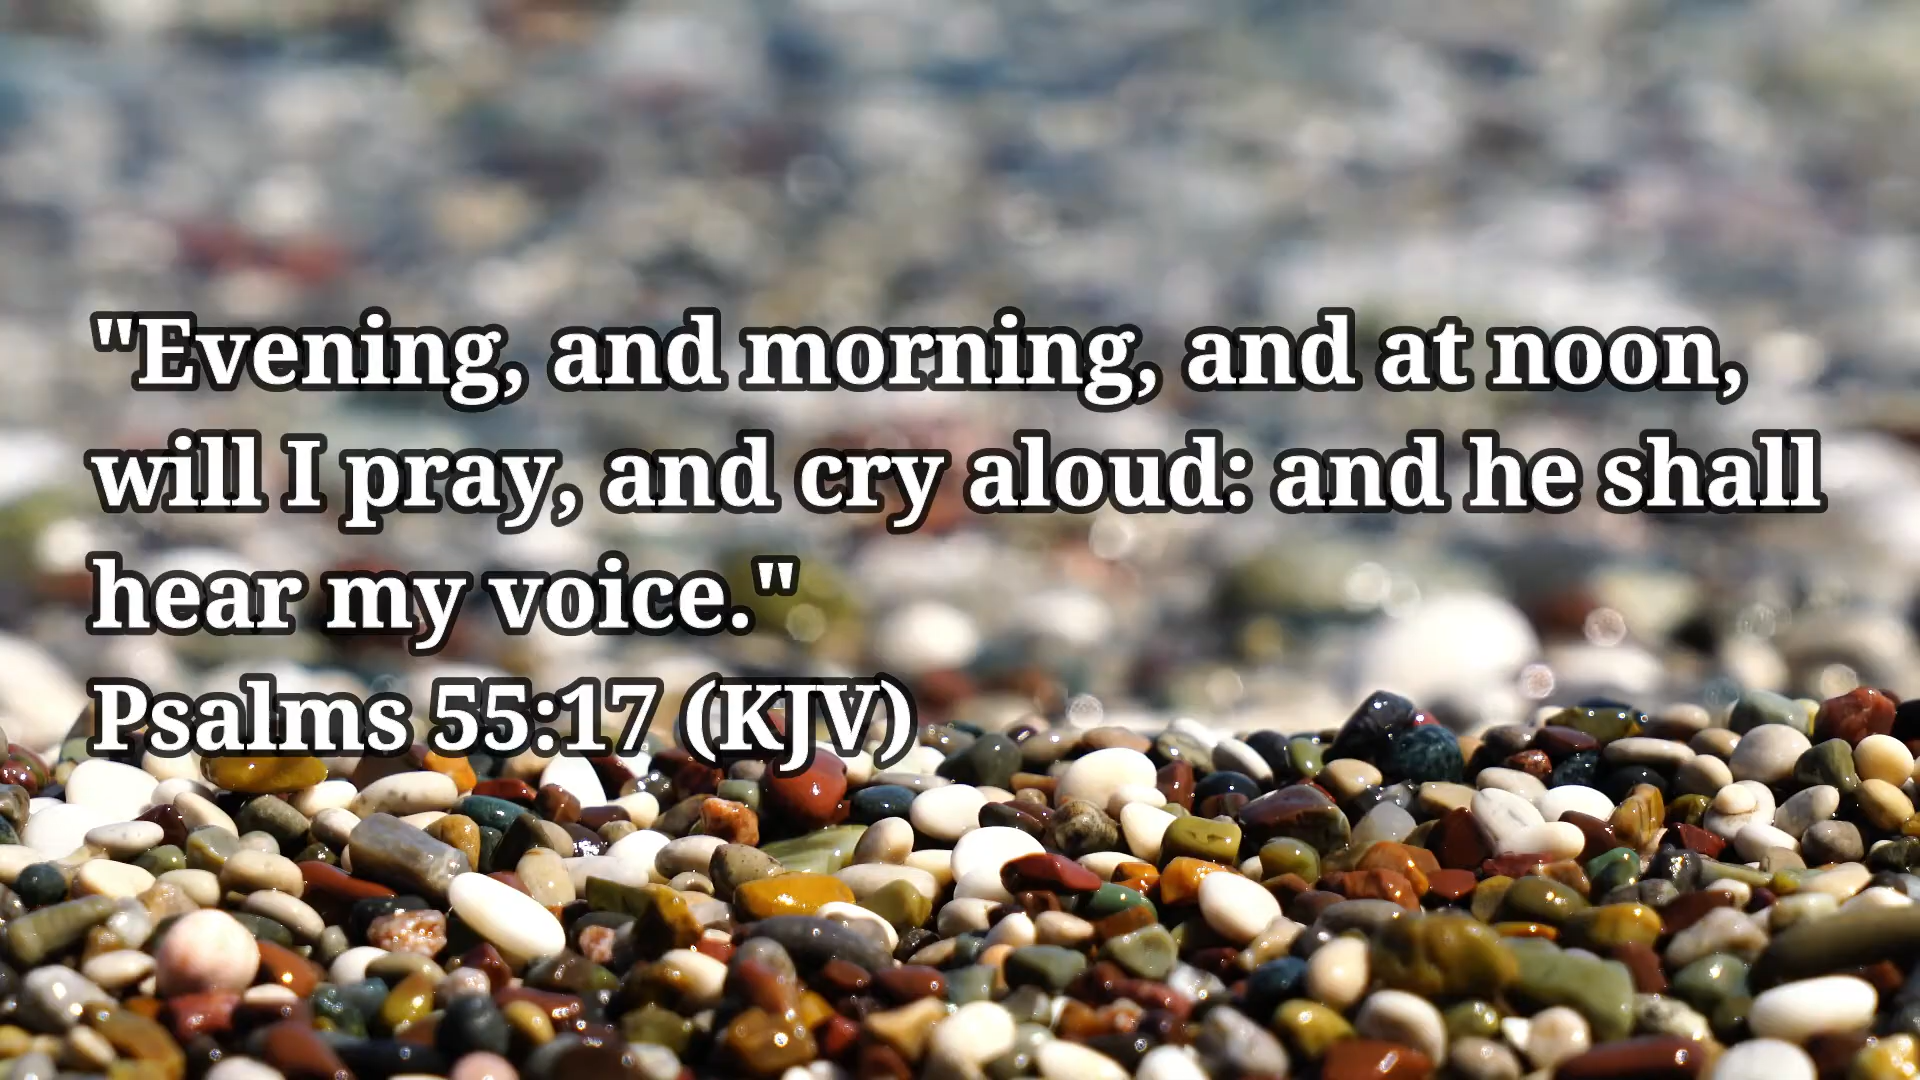 "Evening, and morning, and at noon,
will I pray, and cry aloud: and he shall
hear my voice."
Psalms 55:17 (KJV)